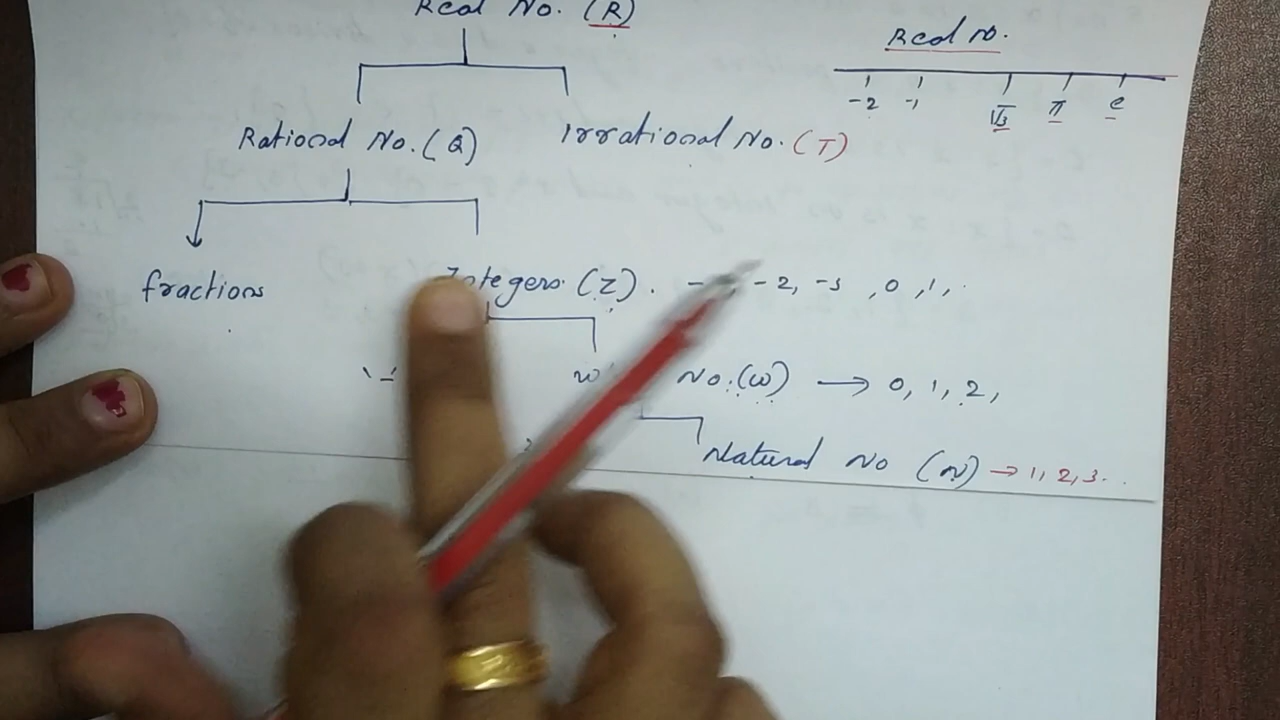 Real No. (R)
Real no.
-2 -1 √3 π e
Rational No. (Q) Irrational No. (T)
fractions Integers (Z). -2, -3, 0, 1,
No. (W) → 0, 1, 2,
Natural No (N) → 1, 2, 3..